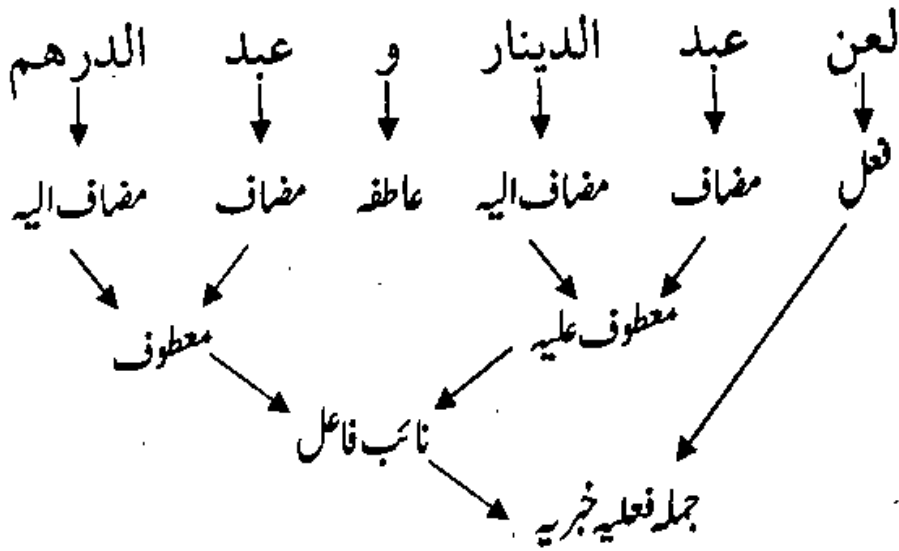 لعن عبد الدينار و عبد الدرهم
فعل مضاف مضاف الیہ عاطفہ مضاف مضاف الیہ
معطوف علیہ معطوف
نائب فاعل
جملہ فعلیہ خبریہ